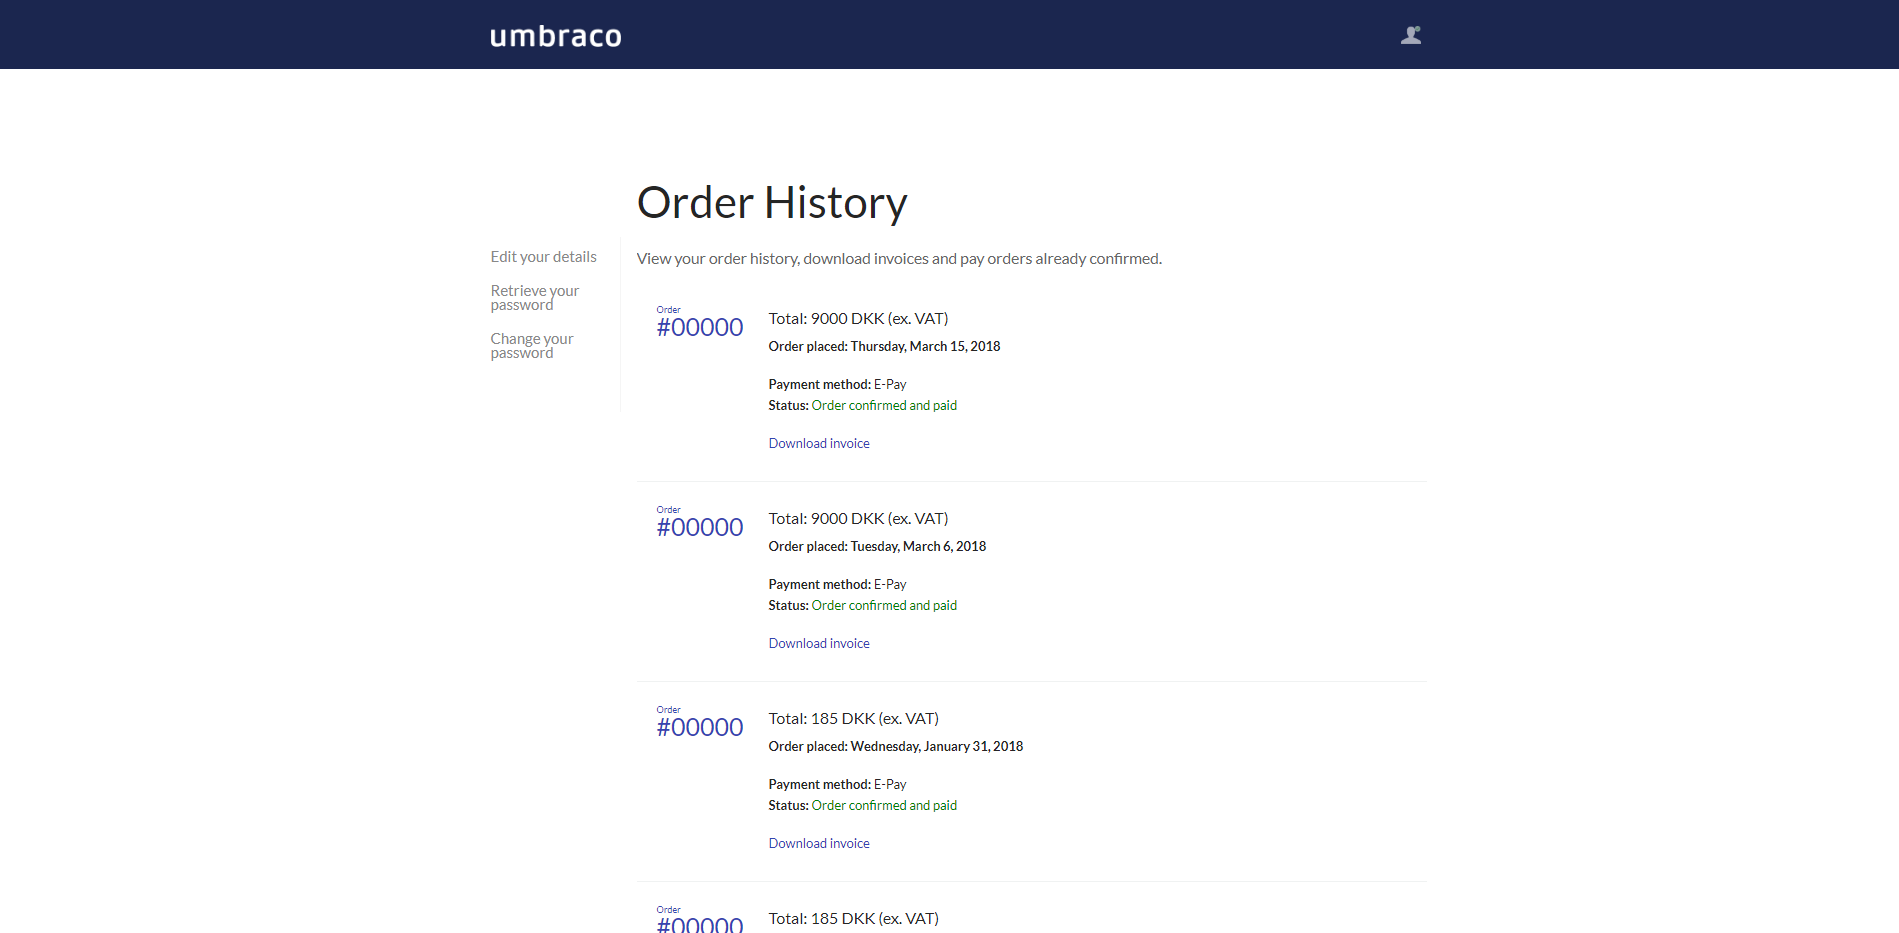 umbraco
Order History
Edit your details
Retrieve your
password
Change your
password
View your order history, download invoices and pay orders already confirmed.
Order
#00000
Total: 9000 DKK (ex. VAT)
Order placed: Thursday, March 15, 2018
Payment method: E-Pay
Status: Order confirmed and paid
Download invoice
Order
#00000
Total: 9000 DKK (ex. VAT)
Order placed: Tuesday, March 6, 2018
Payment method: E-Pay
Status: Order confirmed and paid
Download invoice
Order
#00000
Total: 185 DKK (ex. VAT)
Order placed: Wednesday, January 31, 2018
Payment method: E-Pay
Status: Order confirmed and paid
Download invoice
Order
#00000
Total: 185 DKK (ex. VAT)